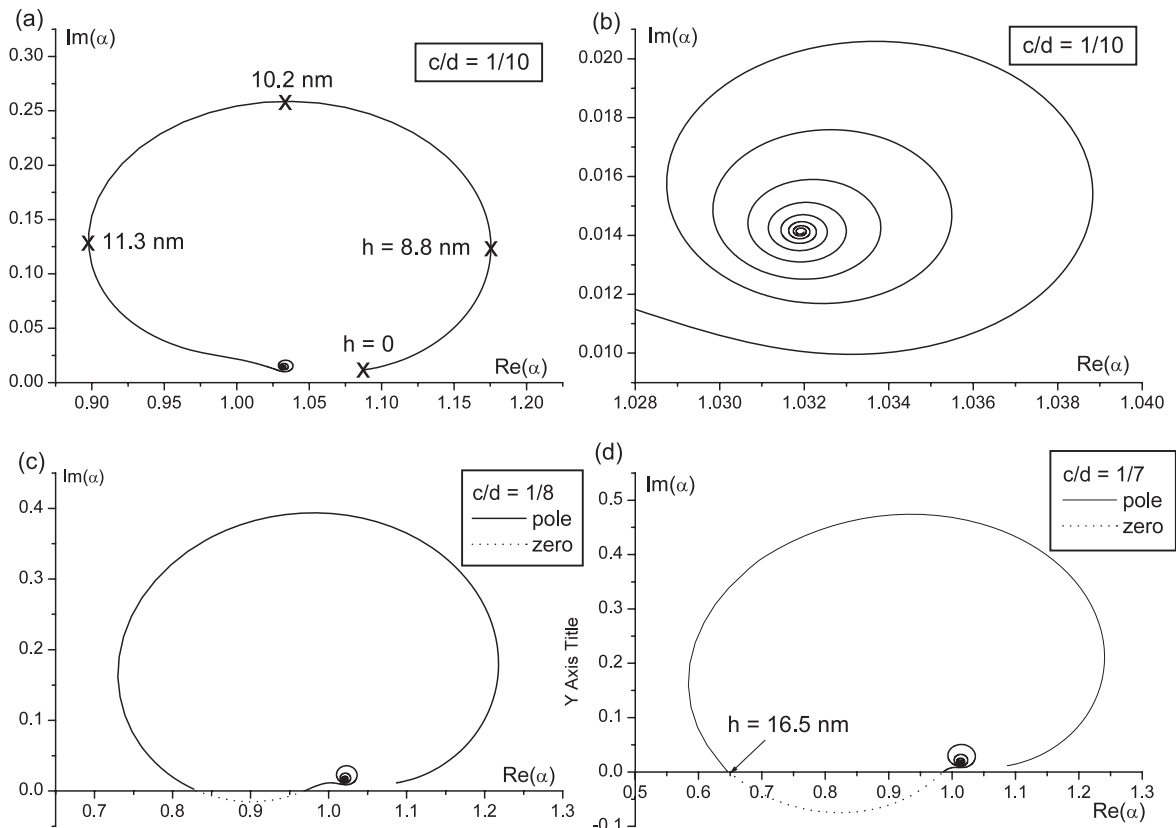 (a)
Im(α)
c/d = 1/10
10.2 nm
X
X 11.3 nm
h = 8.8 nm X
h = 0
X
Re(α)
0.30
0.25
0.20
0.15
0.10
0.05
0.00
0.90 0.95 1.00 1.05 1.10 1.15 1.20
(b)
Im(α)
c/d = 1/10
0.020
0.018
0.016
0.014
0.012
0.010
Re(α)
1.028 1.030 1.032 1.034 1.036 1.038 1.040
(c)
Im(α)
c/d = 1/8
pole
zero
0.4
0.3
0.2
0.1
0.0
Re(α)
0.7 0.8 0.9 1.0 1.1 1.2 1.3
(d)
Im(α)
c/d = 1/7
pole
zero
Y Axis Title
0.5
0.4
0.3
0.2
0.1
0.0
-0.1
h = 16.5 nm
0.5 0.6 0.7 0.8 0.9 1.0 1.1 1.2 1.3
Re(α)